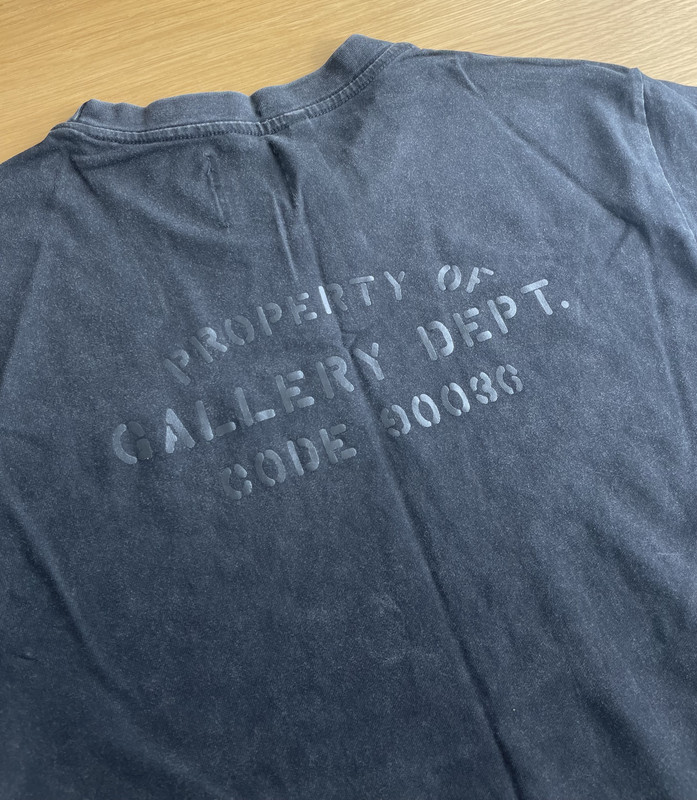 PROPERTY OF
GALLERY DEPT.
CODE 90036